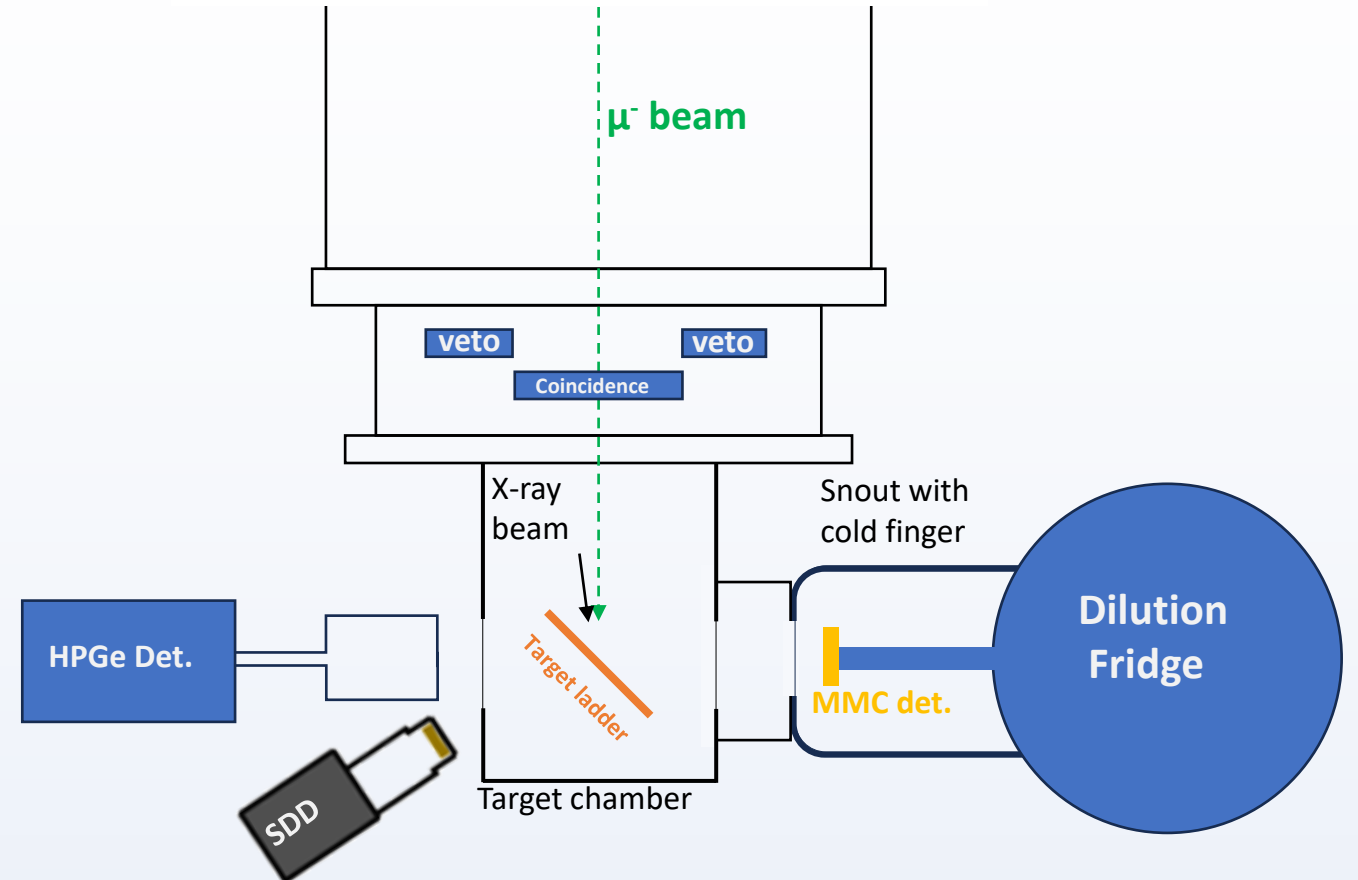 μ⁻ beam
veto
veto
Coincidence
X-ray
beam
Snout with
cold finger
Dilution
Fridge
HPGe Det.
Target ladder
MMC det.
SDD
Target chamber